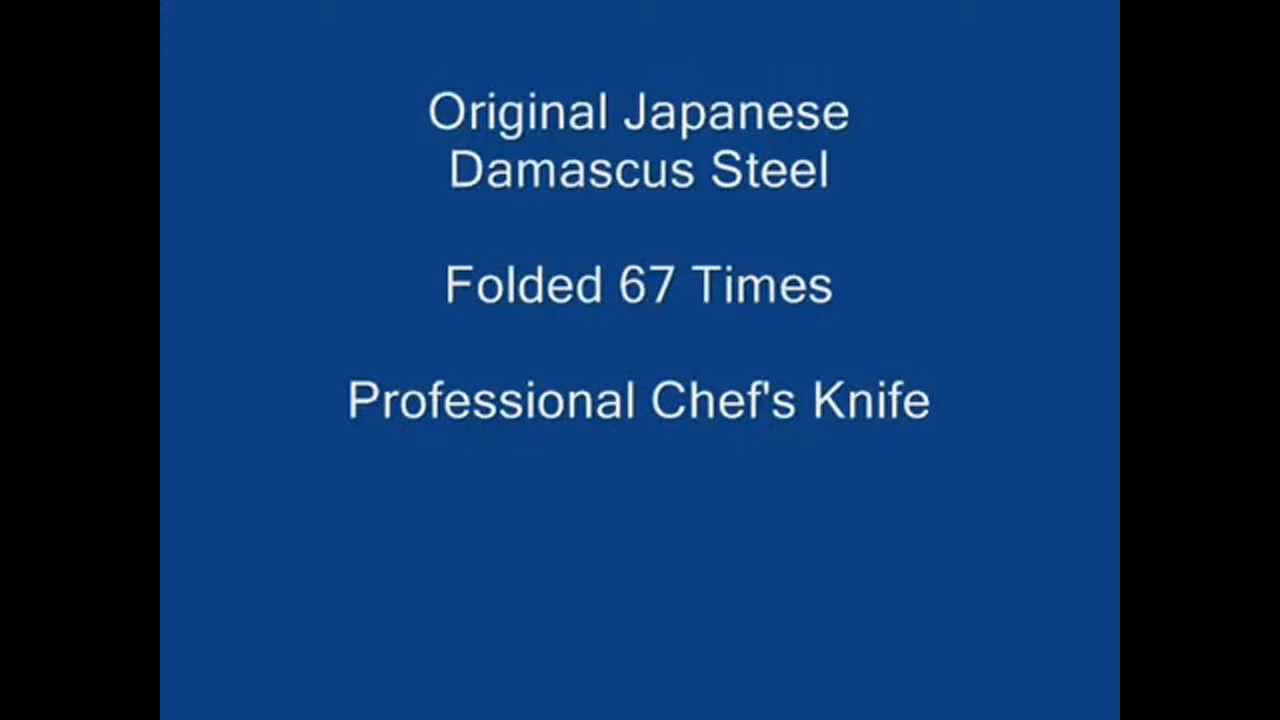 Original Japanese
Damascus Steel
Folded 67 Times
Professional Chef's Knife